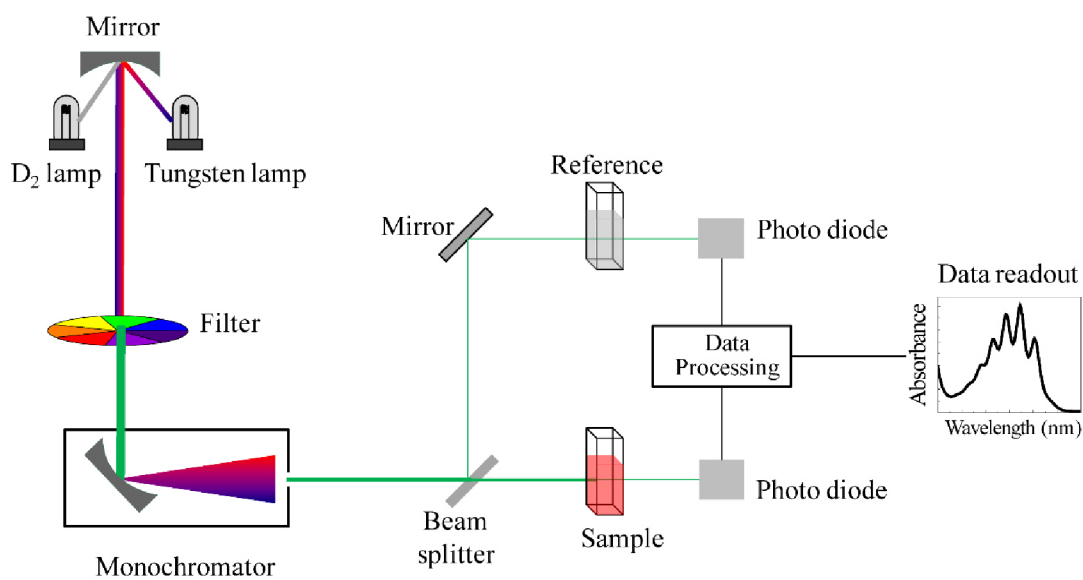 Mirror
D₂ lamp
Tungsten lamp
Filter
Monochromator
Mirror
Beam
splitter
Reference
Sample
Photo diode
Data
Processing
Photo diode
Data readout
Absorbance
Wavelength (nm)